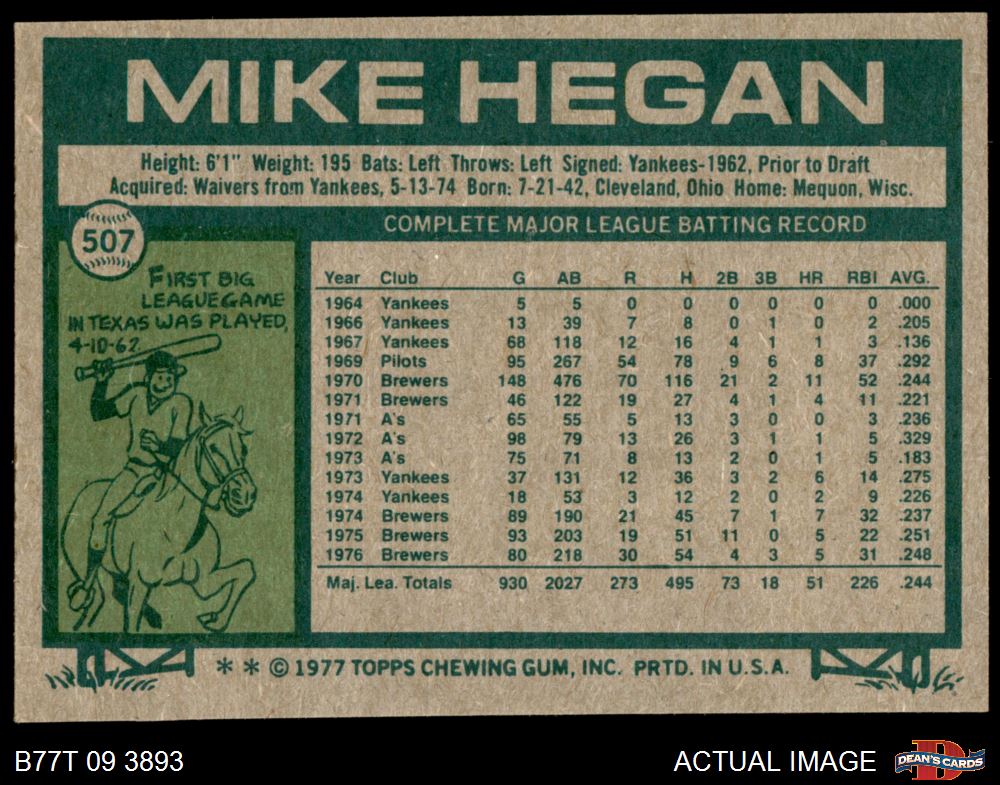 MIKE HEGAN
Height: 6'1" Weight: 195 Bats: Left Throws: Left Signed: Yankees-1962, Prior to Draft
Acquired: Waivers from Yankees, 5-13-74 Born: 7-21-42, Cleveland, Ohio Home: Mequon, Wisc.
507
FIRST BIG
LEAGUE GAME
IN TEXAS WAS PLAYED,
4-10-62
COMPLETE MAJOR LEAGUE BATTING RECORD
Year Club G AB R H 2B 3B HR RBI AVG.
1964 Yankees 5 5 0 0 0 0 0 0 .000
1966 Yankees 13 39 7 8 0 1 0 2 .205
1967 Yankees 68 118 12 16 4 1 1 3 .136
1969 Pilots 95 267 54 78 9 6 8 37 .292
1970 Brewers 148 476 70 116 21 2 11 52 .244
1971 Brewers 46 122 19 27 4 1 4 11 .221
1971 A's 65 55 5 13 3 0 0 3 .236
1972 A's 98 79 13 26 3 1 1 5 .329
1973 A's 75 71 8 13 2 0 1 5 .183
1973 Yankees 37 131 12 36 3 2 6 14 .275
1974 Yankees 18 53 3 12 2 0 2 9 .226
1974 Brewers 89 190 21 45 7 1 7 32 .237
1975 Brewers 93 203 19 51 11 0 5 22 .251
1976 Brewers 80 218 30 54 4 3 5 31 .248
Maj. Lea. Totals 930 2027 273 495 73 18 51 226 .244
* * © 1977 TOPPS CHEWING GUM, INC. PRTD. IN U.S.A.
B77T 09 3893
ACTUAL IMAGE
D
DEAN'S CARDS